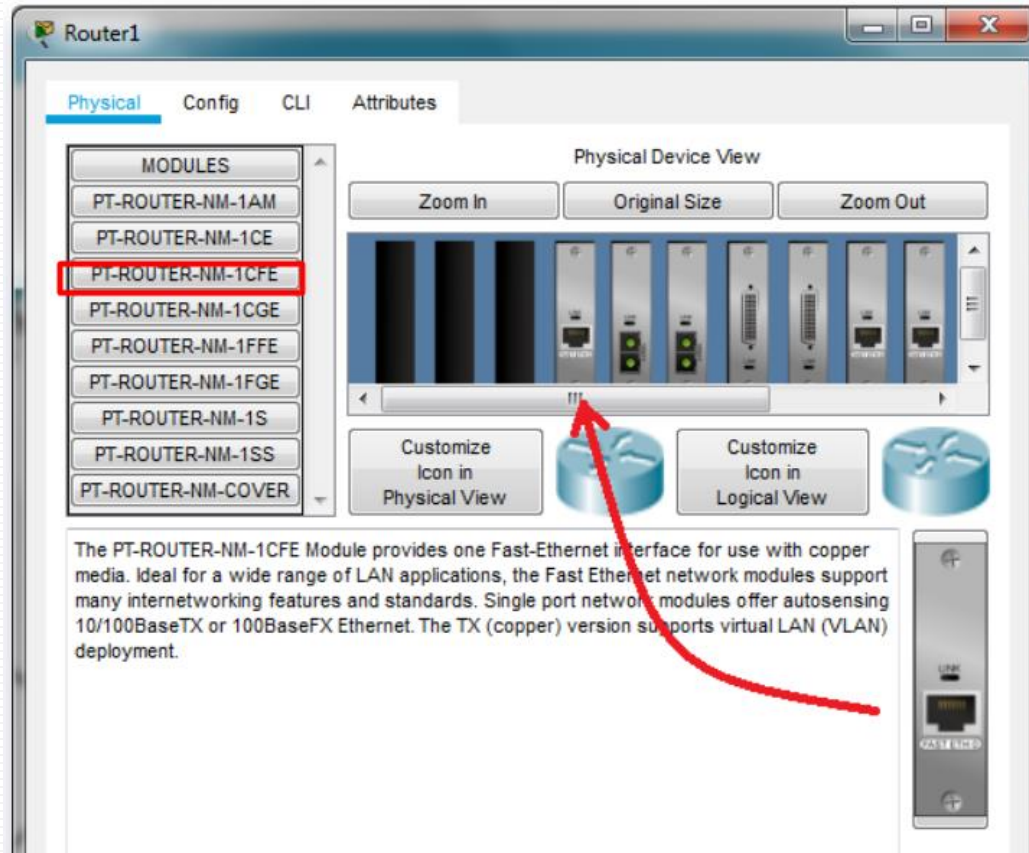 Router1
Physical
Config
CLI
Attributes
MODULES
PT-ROUTER-NM-1AM
PT-ROUTER-NM-1CE
PT-ROUTER-NM-1CFE
PT-ROUTER-NM-1CGE
PT-ROUTER-NM-1FFE
PT-ROUTER-NM-1FGE
PT-ROUTER-NM-1S
PT-ROUTER-NM-1SS
PT-ROUTER-NM-COVER
Physical Device View
Zoom In
Original Size
Zoom Out
Customize
Icon in
Physical View
Customize
Icon in
Logical View
The PT-ROUTER-NM-1CFE Module provides one Fast-Ethernet interface for use with copper
media. Ideal for a wide range of LAN applications, the Fast Ethernet network modules support
many internetworking features and standards. Single port network modules offer autosensing
10/100BaseTX or 100BaseFX Ethernet. The TX (copper) version supports virtual LAN (VLAN)
deployment.
LINK
FAST ETH 0